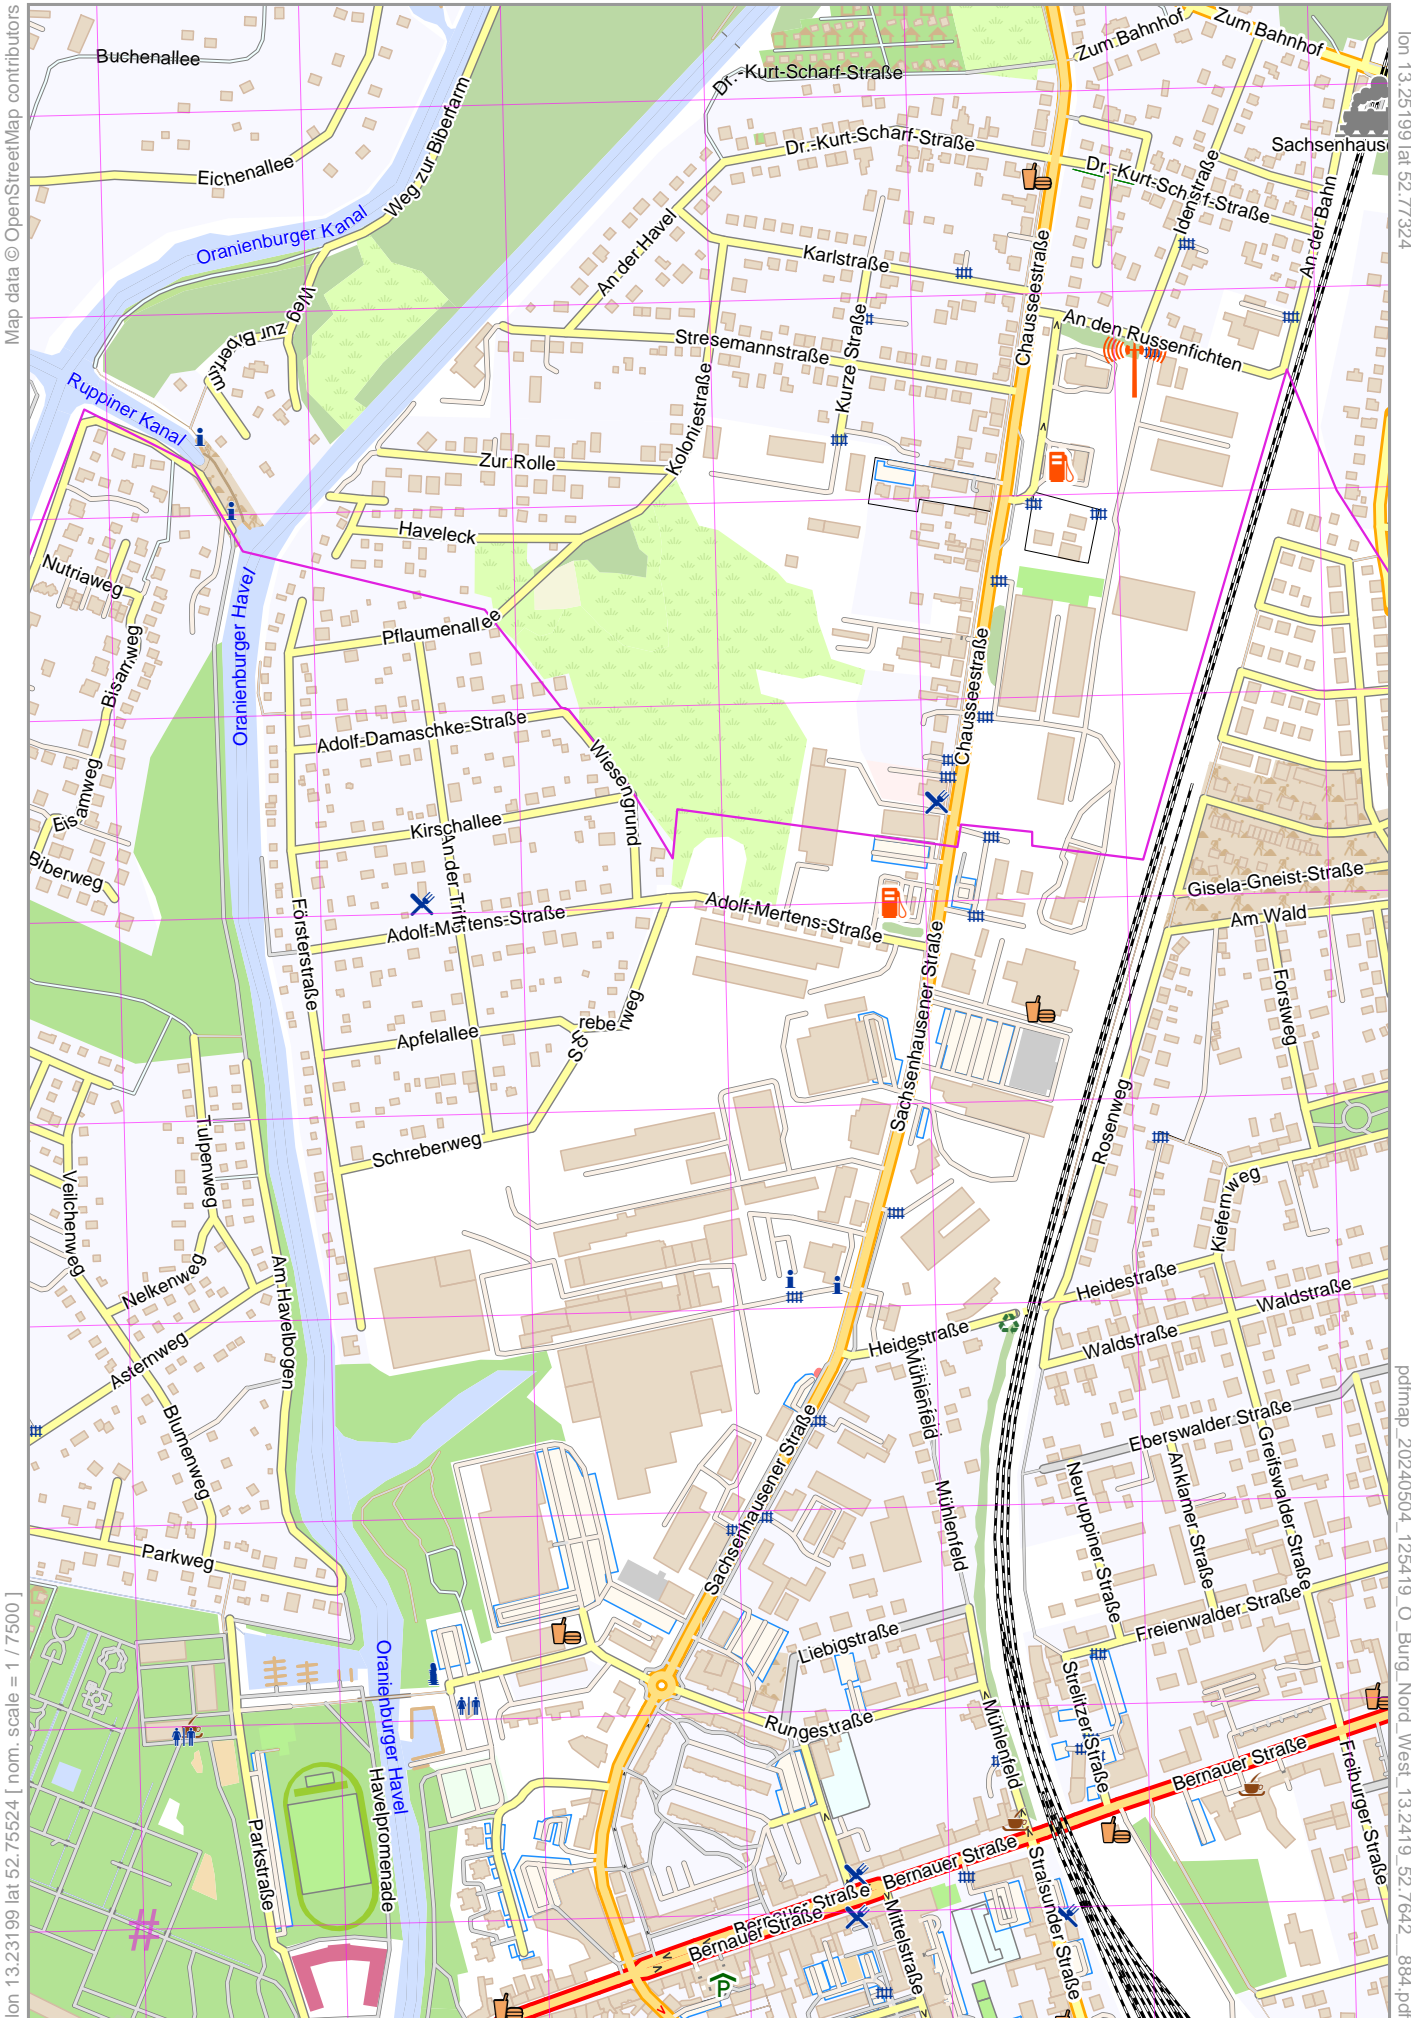 Map data © OpenStreetMap contributors
lon 13.25199 lat 52.77324
lon 13.23199 lat 52.75524 [ nom. scale = 1 / 7500 ]
Zum Bahnhof
Zum Bahnhof
Buchenallee
Dr.-Kurt-Scharf-Straße
Dr.-Kurt-Scharf-Straße
Dr.-Kurt-Scharf-Straße
Sachsenhause
Eichenallee
Weg zur Biberfarm
Idenstraße
An der Bahn
Oranienburger Kanal
An der Havel
Karlstraße
Chausseestraße
Weg zur Biberfarm
An den Russenfichten
Stresemannstraße
Kurze Straße
Ruppiner Kanal
Koloniestraße
Zur Rolle
Haveleck
Nutriaweg
Oranienburger Havel
Pflaumenallee
Bisamweg
Adolf-Damaschke-Straße
Chausseestraße
Wiesengrund
Eisamweg
Kirschallee
An der Trift
Biberweg
Gisela-Gneist-Straße
Adolf-Mertens-Straße
Adolf-Mertens-Straße
Am Wald
Försterstraße
Sachsenhausener Straße
Forstweg
Apfelallee
Schreberweg
Rosenweg
Tulpenweg
Schreberweg
Veilchenweg
Kiefernweg
Nelkenweg
Am Havelbogen
Heidestraße
Waldstraße
Heidestraße
Waldstraße
Asternweg
Mühlenfeld
Blumenweg
Sachsenhausener Straße
Eberswalder Straße
Greifswalder Straße
Anklamer Straße
Neuruppiner Straße
Mühlenfeld
Parkweg
Freienwalder Straße
Liebigstraße
Oranienburger Havel
Strelitzer Straße
Rungestraße
Mühlenfeld
Bernauer Straße
Freiburger Straße
Havelpromenade
Parkstraße
Bernauer Straße
Bernauer Straße
Bernauer Straße
Mittelstraße
Stralsunder Straße
P
pdfmap_20240504_125419_O_Burg_Nord_West_13.2419_52.7642__884.pdf